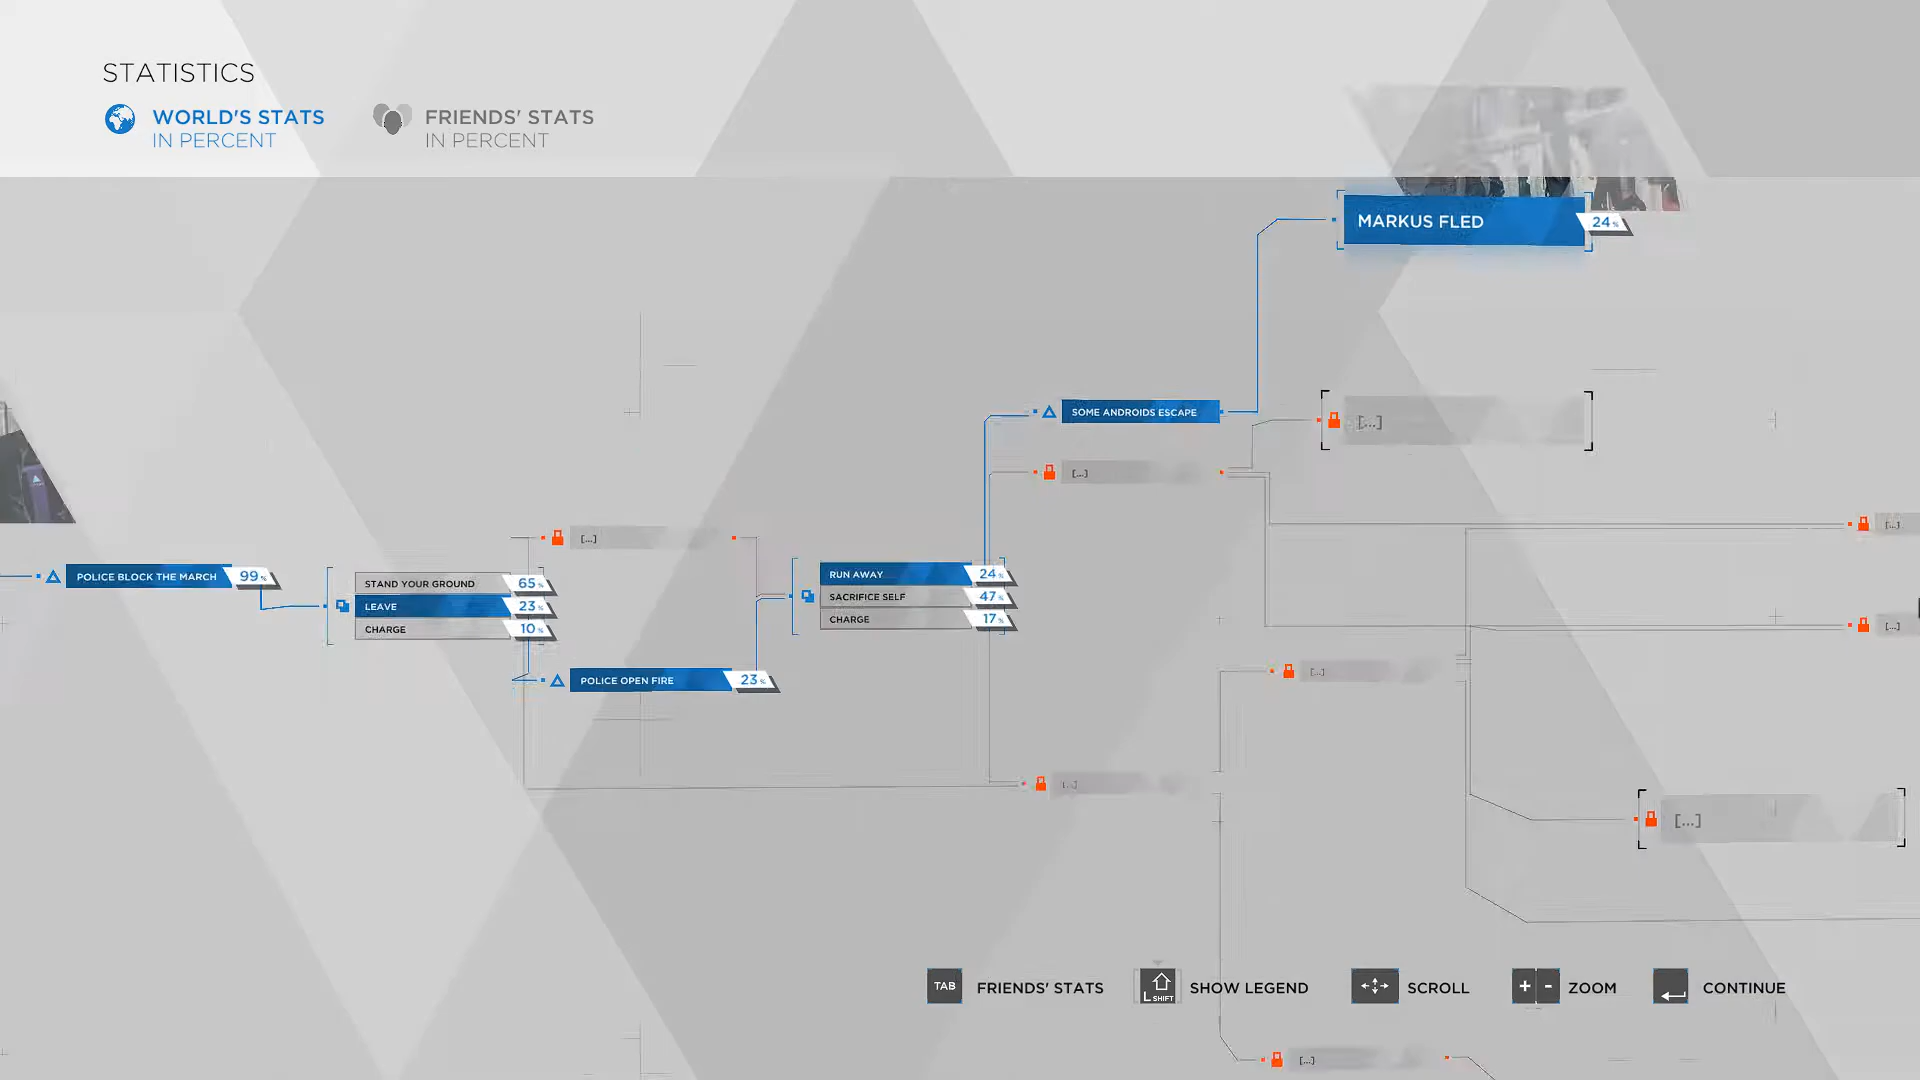 STATISTICS
WORLD'S STATS
IN PERCENT
FRIENDS' STATS
IN PERCENT
MARKUS FLED
24%
SOME ANDROIDS ESCAPE
[...]
[...]
[...]
[...]
POLICE BLOCK THE MARCH
99%
STAND YOUR GROUND
65%
LEAVE
23%
CHARGE
10%
RUN AWAY
24%
SACRIFICE SELF
47%
CHARGE
17%
[...]
POLICE OPEN FIRE
23%
[...]
[...]
[...]
TAB
FRIENDS' STATS
L SHIFT
SHOW LEGEND
SCROLL
+ -
ZOOM
CONTINUE
[...]